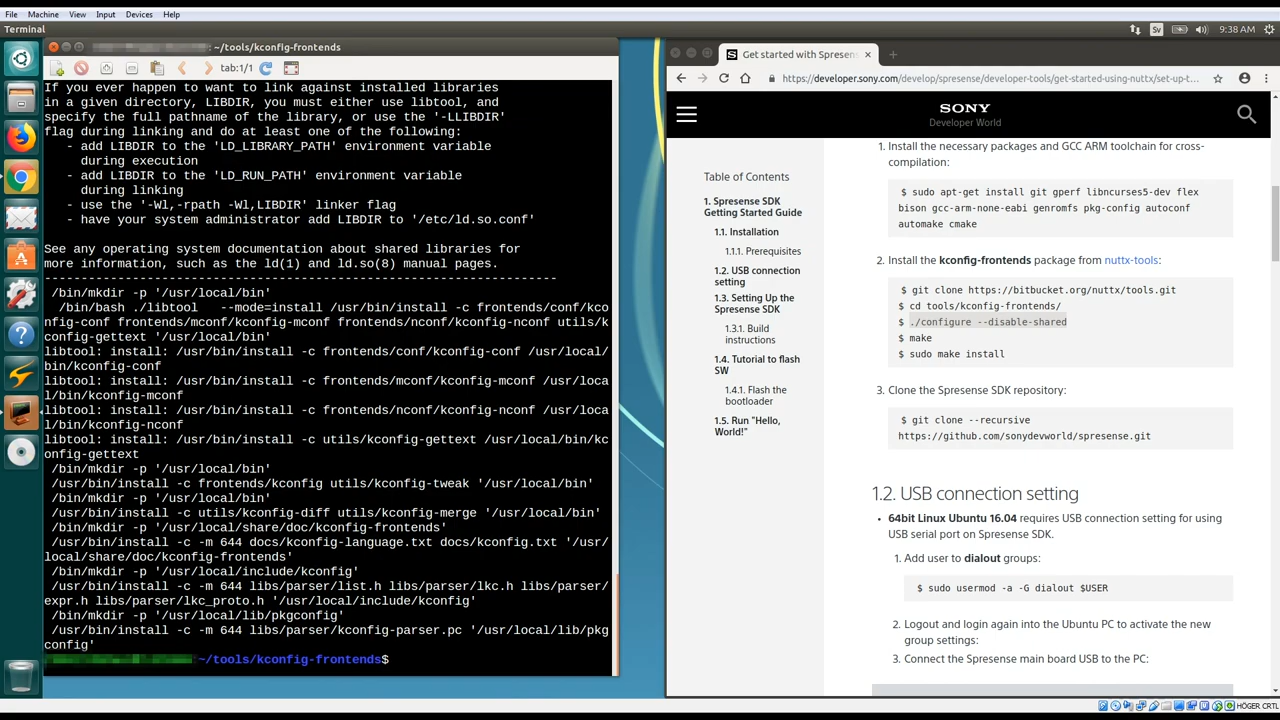 File Machine View Input Devices Help
Terminal
Sv
9:38 AM
: ~/tools/kconfig-frontends
tab:1/1
If you ever happen to want to link against installed libraries
in a given directory, LIBDIR, you must either use libtool, and
specify the full pathname of the library, or use the '-LLIBDIR'
flag during linking and do at least one of the following:
- add LIBDIR to the 'LD_LIBRARY_PATH' environment variable
during execution
- add LIBDIR to the 'LD_RUN_PATH' environment variable
during linking
- use the '-Wl,-rpath -Wl,LIBDIR' linker flag
- have your system administrator add LIBDIR to '/etc/ld.so.conf'
See any operating system documentation about shared libraries for
more information, such as the ld(1) and ld.so(8) manual pages.
----------------------------------------------------------------------
/bin/mkdir -p '/usr/local/bin'
/bin/bash ./libtool   --mode=install /usr/bin/install -c frontends/conf/kco
nfig-conf frontends/mconf/kconfig-mconf frontends/nconf/kconfig-nconf utils/k
config-gettext '/usr/local/bin'
libtool: install: /usr/bin/install -c frontends/conf/kconfig-conf /usr/local/
bin/kconfig-conf
libtool: install: /usr/bin/install -c frontends/mconf/kconfig-mconf /usr/loca
l/bin/kconfig-mconf
libtool: install: /usr/bin/install -c frontends/nconf/kconfig-nconf /usr/loca
l/bin/kconfig-nconf
libtool: install: /usr/bin/install -c utils/kconfig-gettext /usr/local/bin/kc
onfig-gettext
/bin/mkdir -p '/usr/local/bin'
/usr/bin/install -c frontends/kconfig utils/kconfig-tweak '/usr/local/bin'
/bin/mkdir -p '/usr/local/bin'
/usr/bin/install -c utils/kconfig-diff utils/kconfig-merge '/usr/local/bin'
/bin/mkdir -p '/usr/local/share/doc/kconfig-frontends'
/usr/bin/install -c -m 644 docs/kconfig-language.txt docs/kconfig.txt '/usr/l
ocal/share/doc/kconfig-frontends'
/bin/mkdir -p '/usr/local/include/kconfig'
/usr/bin/install -c -m 644 libs/parser/list.h libs/parser/lkc.h libs/parser/
expr.h libs/parser/lkc_proto.h '/usr/local/include/kconfig'
/bin/mkdir -p '/usr/local/lib/pkgconfig'
/usr/bin/install -c -m 644 libs/parser/kconfig-parser.pc '/usr/local/lib/pkg
config'
~/tools/kconfig-frontends$
Get started with Spresens
https://developer.sony.com/develop/spresense/developer-tools/get-started-using-nuttx/set-up-t...
SONY
Developer World
Table of Contents
1. Spresense SDK
Getting Started Guide
1.1. Installation
1.1.1. Prerequisites
1.2. USB connection
setting
1.3. Setting Up the
Spresense SDK
1.3.1. Build
instructions
1.4. Tutorial to flash
SW
1.4.1. Flash the
bootloader
1.5. Run "Hello,
World!"
1. Install the necessary packages and GCC ARM toolchain for cross-
compilation:
$ sudo apt-get install git gperf libncurses5-dev flex
bison gcc-arm-none-eabi genromfs pkg-config autoconf
automake cmake
2. Install the kconfig-frontends package from nuttx-tools:
$ git clone https://bitbucket.org/nuttx/tools.git
$ cd tools/kconfig-frontends/
$ ./configure --disable-shared
$ make
$ sudo make install
3. Clone the Spresense SDK repository:
$ git clone --recursive
https://github.com/sonydevworld/spresense.git
1.2. USB connection setting
• 64bit Linux Ubuntu 16.04 requires USB connection setting for using
USB serial port on Spresense SDK.
1. Add user to dialout groups:
$ sudo usermod -a -G dialout $USER
2. Logout and login again into the Ubuntu PC to activate the new
group settings:
3. Connect the Spresense main board USB to the PC:
HÖGER CRTL